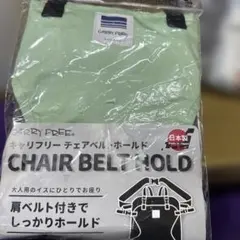 CARRY FREE
CARRY FREE
キャリフリー チェアベルト・ホールド
日本製
CHAIR BELT HOLD
大人用のイスにひとりでお座り
肩ベルト付きで
しっかりホールド